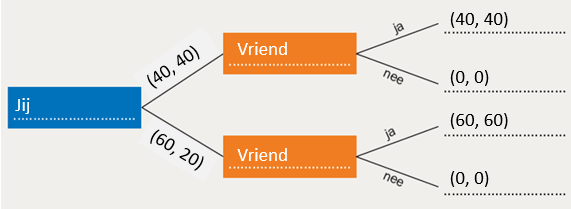 Jij
(40, 40)
(60, 20)
Vriend
ja
(40, 40)
nee
(0, 0)
Vriend
ja
(60, 60)
nee
(0, 0)